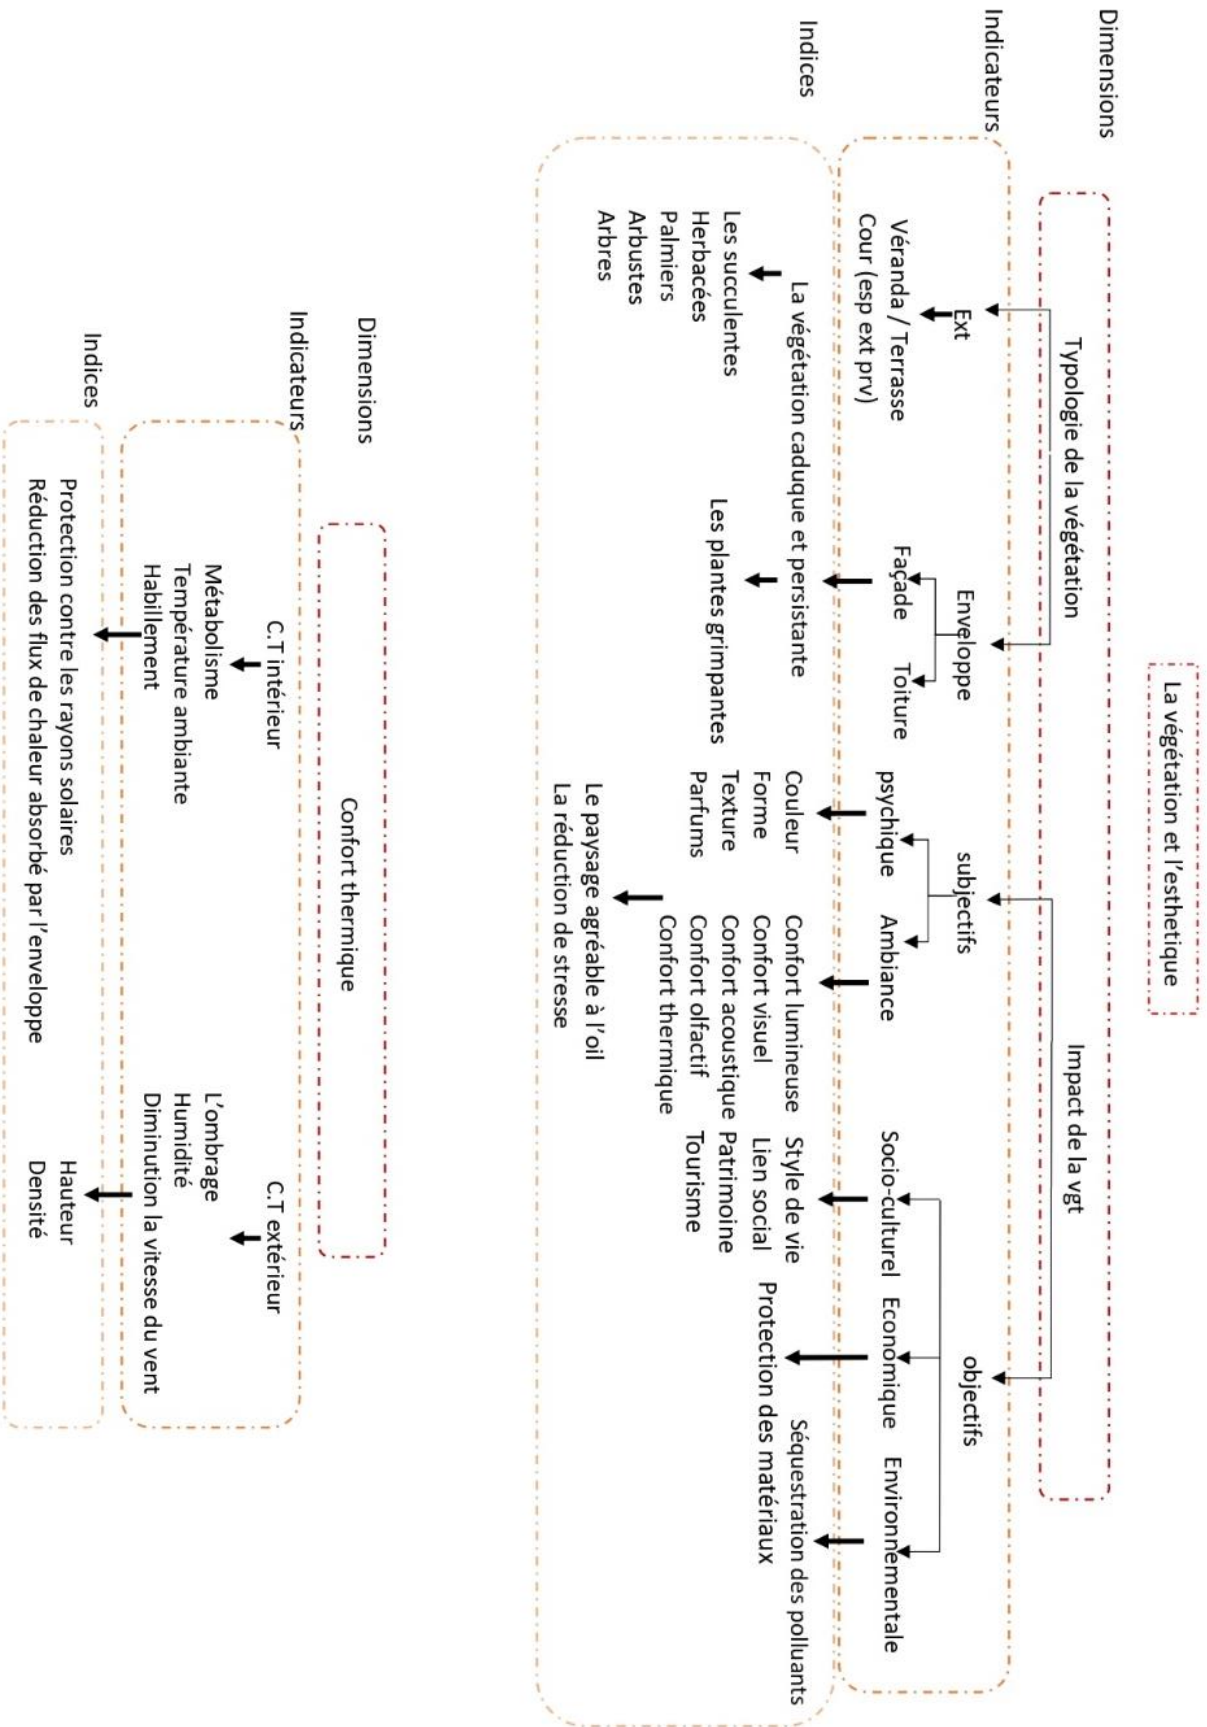 La végétation et l'esthetique
Dimensions
Typologie de la végétation
Impact de la vgt
Indicateurs
Ext
Véranda / Terrasse
Cour (esp ext prv)
Enveloppe
Façade
Toiture
subjectifs
psychique
Ambiance
objectifs
Socio-culturel
Economique
Environnementale
Indices
La végétation caduque et persistante
Les succulentes
Herbacées
Palmiers
Arbustes
Arbres
Les plantes grimpantes
Couleur
Forme
Texture
Parfums
Confort lumineuse
Confort visuel
Confort acoustique
Confort olfactif
Confort thermique
Le paysage agréable à l'oil
La réduction de stresse
Style de vie
Lien social
Patrimoine
Tourisme
Protection des matériaux
Séquestration des polluants
Dimensions
Confort thermique
Indicateurs
C.T intérieur
Métabolisme
Température ambiante
Habillement
C.T extérieur
L'ombrage
Humidité
Diminution la vitesse du vent
Indices
Protection contre les rayons solaires
Réduction des flux de chaleur absorbé par l'enveloppe
Hauteur
Densité